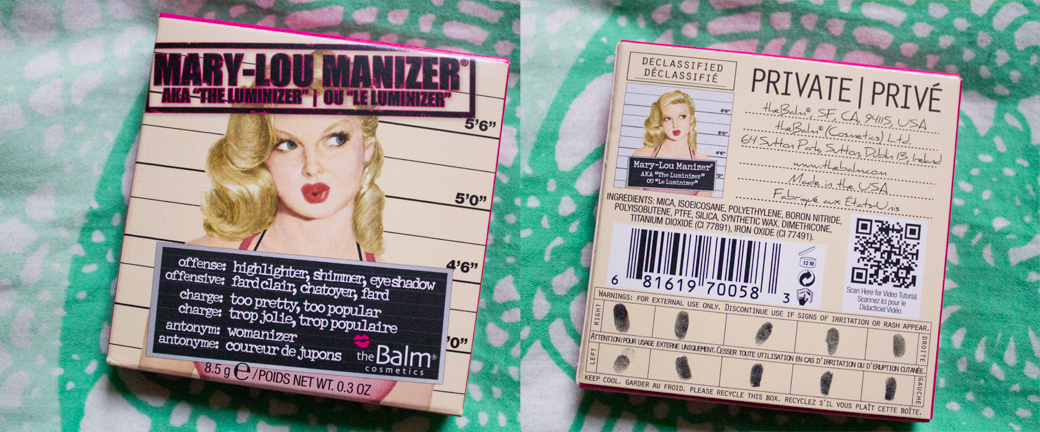 MARY-LOU MANIZER®
AKA "THE LUMINIZER" | OU "LE LUMINIZER"
5'6"
5'0"
4'6"
'0"
offense: highlighter, shimmer, eyeshadow
offensive: fard clair, chatoyer, fard
charge: too pretty, too popular
charge: trop jolie, trop populaire
antonym: womanizer
antonyme: coureur de jupons
theBalm®
cosmetics
8.5 g ℮ / POIDS NET WT. 0.3 OZ
DECLASSIFIED
DÉCLASSIFIÉ
PRIVATE | PRIVÉ
theBalm®, SF, CA, 94115, USA
theBalm® (Cosmetics) Ltd.
64 Sutton Park, Sutton, Dublin 13, Ireland
www.thebalm.com
Made in the USA
Fabriqué aux États-Unis
Mary-Lou Manizer®
AKA "The Luminizer"
OU "Le Luminizer"
INGREDIENTS: MICA, ISOEICOSANE, POLYETHYLENE, BORON NITRIDE,
POLYISOBUTENE, PTFE, SILICA, SYNTHETIC WAX, DIMETHICONE,
TITANIUM DIOXIDE (CI 77891), IRON OXIDE (CI 77491).
6 81619 70058 3
12 M
Scan Here for Video Tutorial.
Scannez Ici pour le
Didacticiel Vidéo.
WARNINGS: FOR EXTERNAL USE ONLY. DISCONTINUE USE IF SIGNS OF IRRITATION OR RASH APPEAR.
RIGHT
DROITE
ATTENTION: POUR USAGE EXTERNE UNIQUEMENT. CESSER TOUTE UTILISATION EN CAS D'IRRITATION OU D'ÉRUPTION CUTANÉE.
LEFT
GAUCHE
KEEP COOL. GARDER AU FROID. PLEASE RECYCLE THIS BOX. RECYCLEZ S'IL VOUS PLAÎT CETTE BOÎTE.